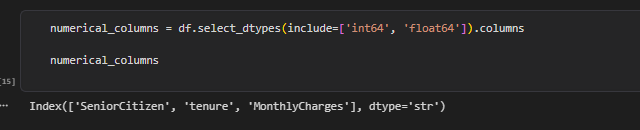 numerical_columns = df.select_dtypes(include=['int64', 'float64']).columns
numerical_columns
[15]
... Index(['SeniorCitizen', 'tenure', 'MonthlyCharges'], dtype='str')